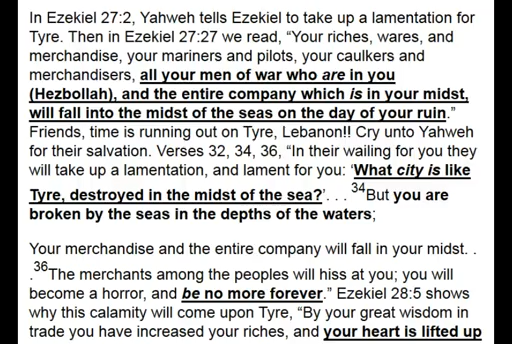 In Ezekiel 27:2, Yahweh tells Ezekiel to take up a lamentation for
Tyre. Then in Ezekiel 27:27 we read, “Your riches, wares, and
merchandise, your mariners and pilots, your caulkers and
merchandisers, all your men of war who are in you
(Hezbollah), and the entire company which is in your midst,
will fall into the midst of the seas on the day of your ruin.”
Friends, time is running out on Tyre, Lebanon!! Cry unto Yahweh
for their salvation. Verses 32, 34, 36, “In their wailing for you they
will take up a lamentation, and lament for you: ‘What city is like
Tyre, destroyed in the midst of the sea?’. . . 34But you are
broken by the seas in the depths of the waters;
Your merchandise and the entire company will fall in your midst. .
.36The merchants among the peoples will hiss at you; you will
become a horror, and be no more forever.” Ezekiel 28:5 shows
why this calamity will come upon Tyre, “By your great wisdom in
trade you have increased your riches, and your heart is lifted up